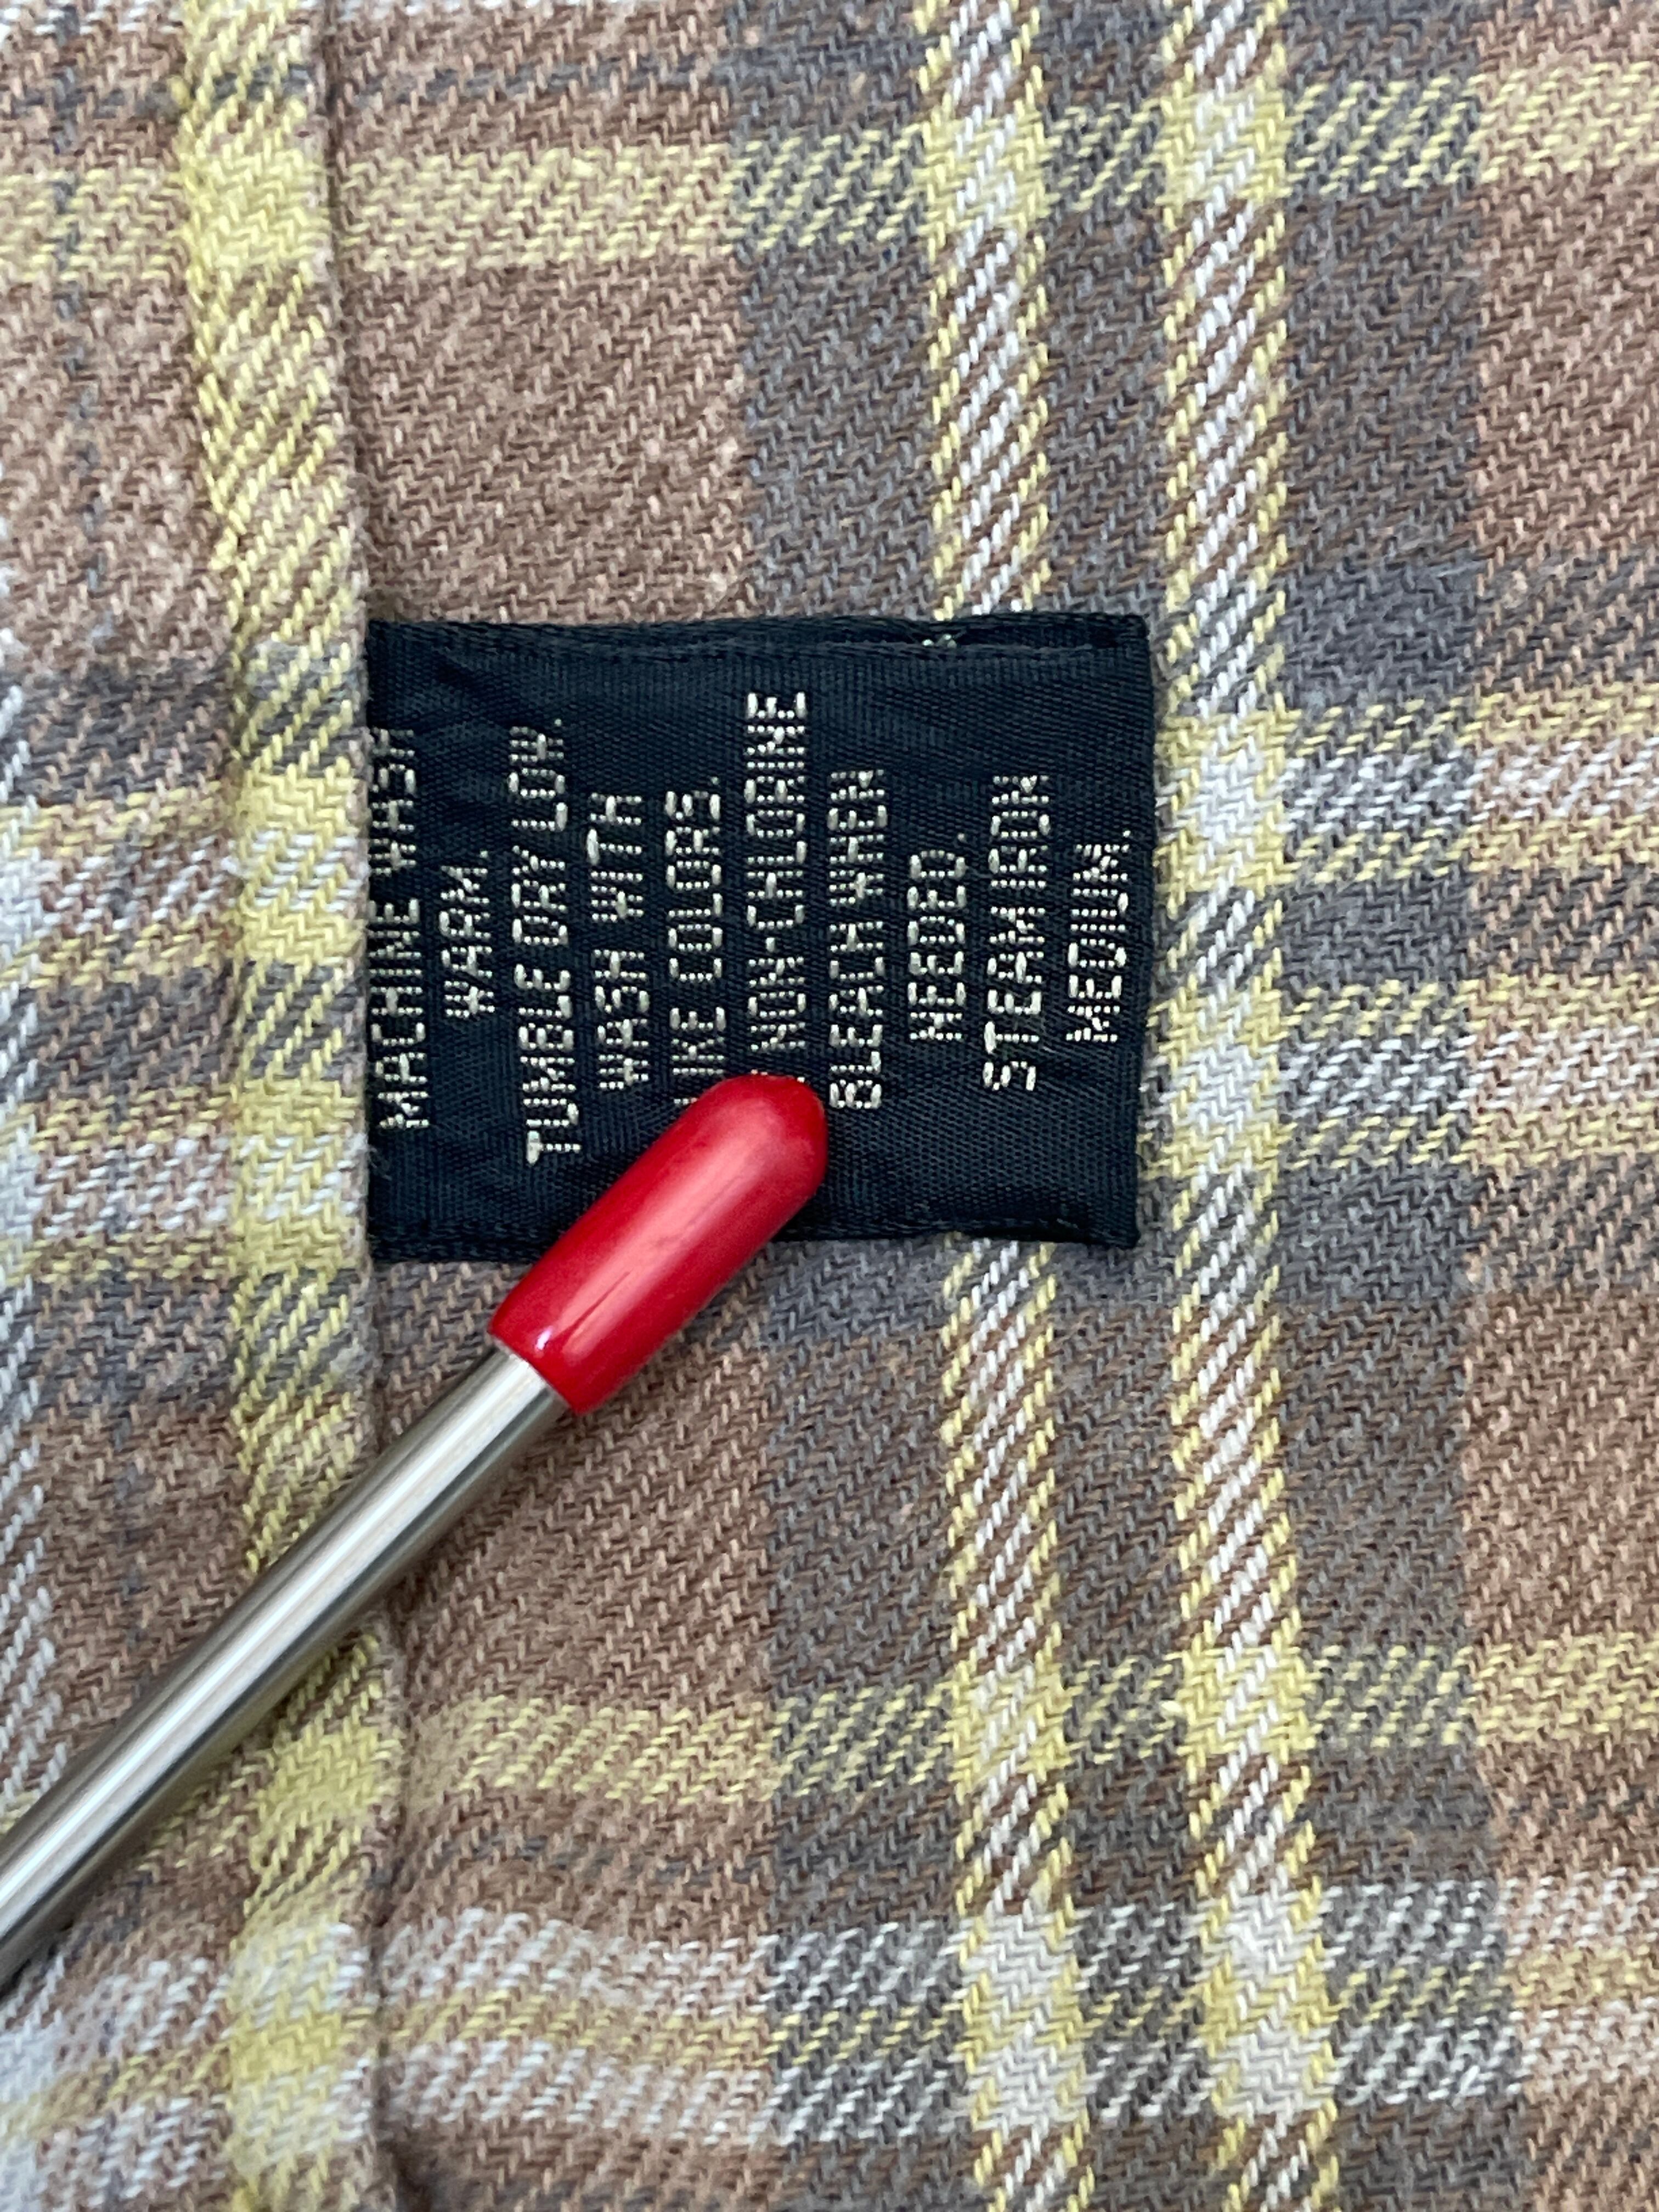 MACHINE WASH
WARM.
TUMBLE DRY LOW.
WASH WITH
LIKE COLORS.
NON-CHLORINE
BLEACH WHEN
NEEDED.
STEAM IRON
MEDIUM.